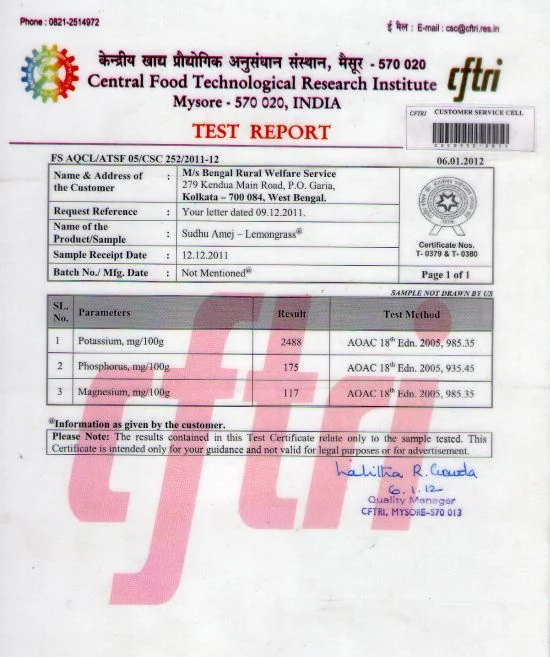 Phone : 0821-2514972
ई मेल : E-mail : csc@cftri.res.in
केन्द्रीय खाद्य प्रौद्योगिक अनुसंधान संस्थान, मैसूर - 570 020
Central Food Technological Research Institute
Mysore - 570 020, INDIA
cftri
CFTRI CUSTOMER SERVICE CELL
TEST REPORT
FS AQCL/ATSF 05/CSC 252/2011-12
06.01.2012
Name & Address of the Customer : M/s Bengal Rural Welfare Service
279 Kendua Main Road, P.O. Garia,
Kolkata – 700 084, West Bengal.
Request Reference : Your letter dated 09.12.2011.
Name of the Product/Sample : Sudhu Amej – Lemongrass@
Sample Receipt Date : 12.12.2011
Batch No./ Mfg. Date : Not Mentioned@
Certificate Nos.
T- 0379 & T- 0380
Page 1 of 1
SAMPLE NOT DRAWN BY US
SL. No. Parameters Result Test Method
1 Potassium, mg/100g 2488 AOAC 18th Edn. 2005, 985.35
2 Phosphorus, mg/100g 175 AOAC 18th Edn. 2005, 935.45
3 Magnesium, mg/100g 117 AOAC 18th Edn. 2005, 985.35
@Information as given by the customer.
Please Note: The results contained in this Test Certificate relate only to the sample tested. This
Certificate is intended only for your guidance and not valid for legal purposes or for advertisement.
Lalitha R. Gowda
6.1.12
Quality Manager
CFTRI, MYSORE-570 013
cftri